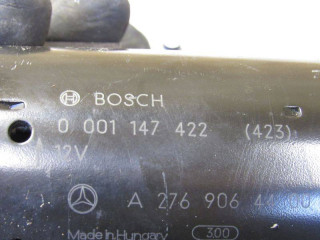 BOSCH
0 001 147 422 (423)
12V
A 276 906
Made in Hungary 300